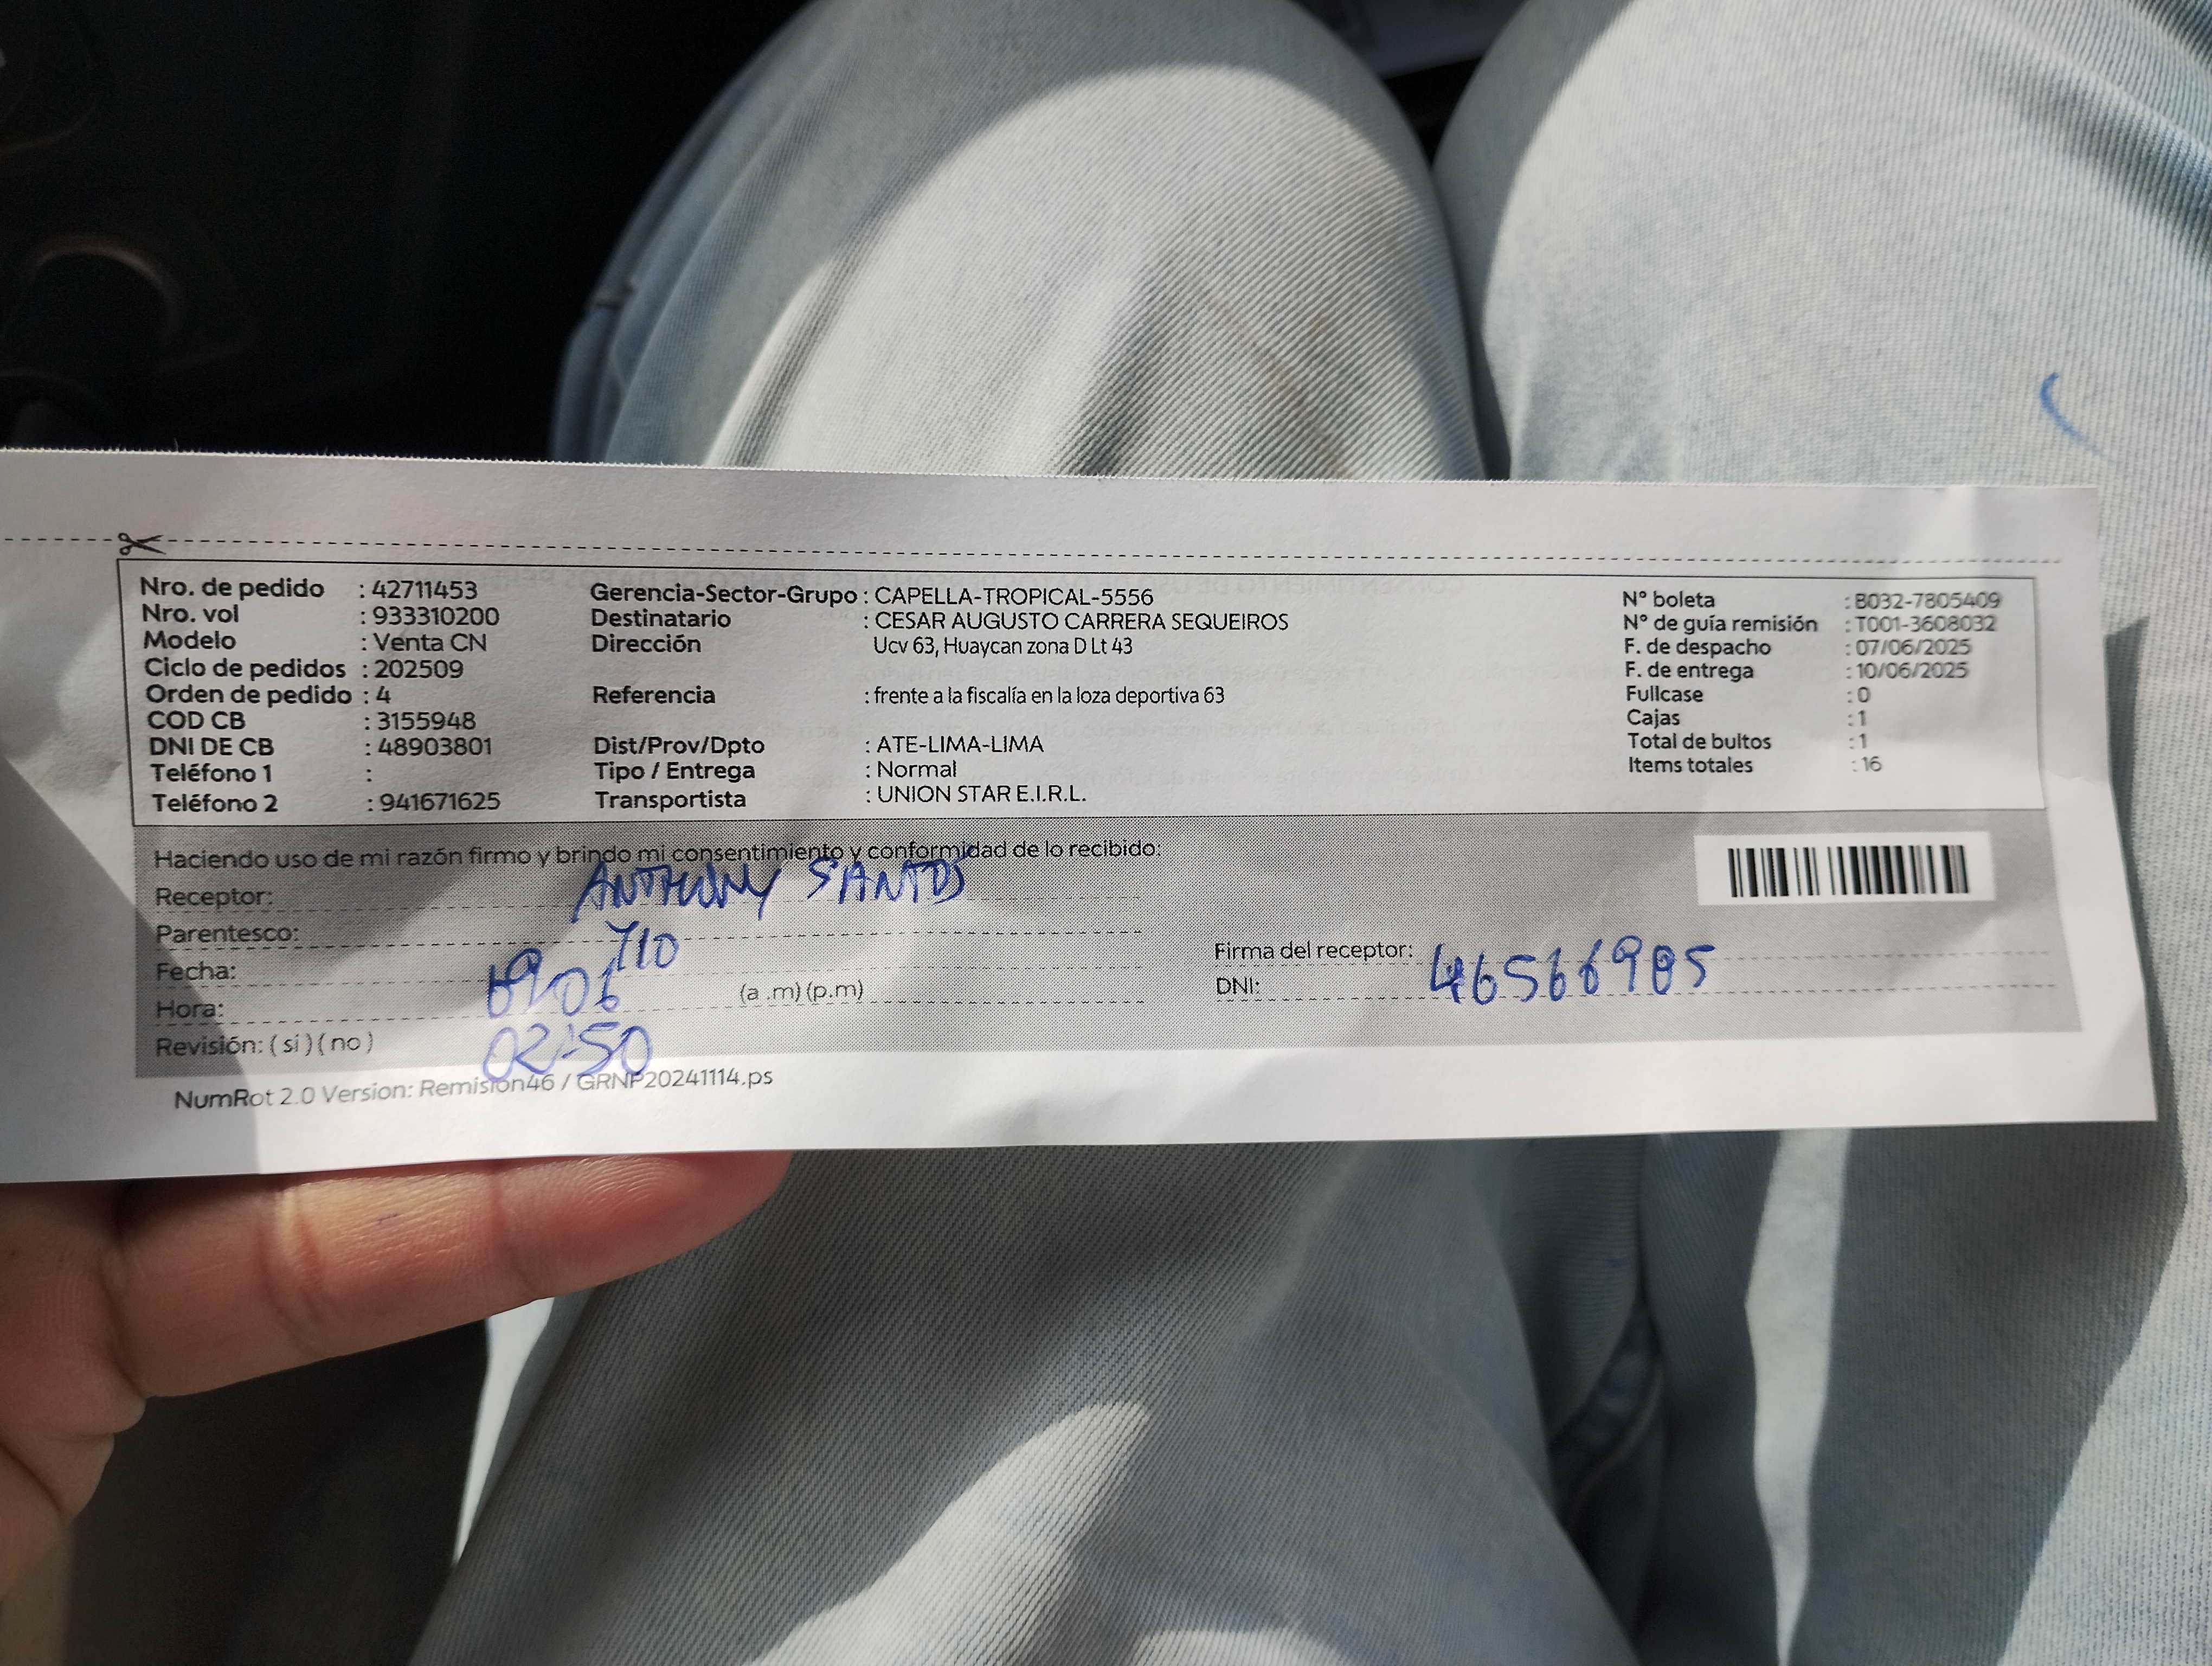 Nro. de pedido : 42711453
Nro. vol : 933310200
Modelo : Venta CN
Ciclo de pedidos : 202509
Orden de pedido : 4
COD CB : 3155948
DNI DE CB : 48903801
Teléfono 1 :
Teléfono 2 : 941671625
Gerencia-Sector-Grupo : CAPELLA-TROPICAL-5556
Destinatario : CESAR AUGUSTO CARRERA SEQUEIROS
Dirección Ucv 63, Huaycan zona D Lt 43
Referencia : frente a la fiscalía en la loza deportiva 63
Dist/Prov/Dpto : ATE-LIMA-LIMA
Tipo / Entrega : Normal
Transportista : UNION STAR E.I.R.L.
N° boleta : B032-7805409
N° de guía remisión : T001-3608032
F. de despacho : 07/06/2025
F. de entrega : 10/06/2025
Fullcase : 0
Cajas : 1
Total de bultos : 1
Items totales : 16
Haciendo uso de mi razón firmo y brindo mi consentimiento y conformidad de lo recibido:
Receptor: ANTHONY SANTOS
Parentesco: TIO
Fecha:
Hora: 02:50 (a .m) (p.m)
Revisión: ( si ) ( no )
Firma del receptor:
DNI: 46566985
NumRot 2.0 Version: Remision46 / GRNP20241114.ps